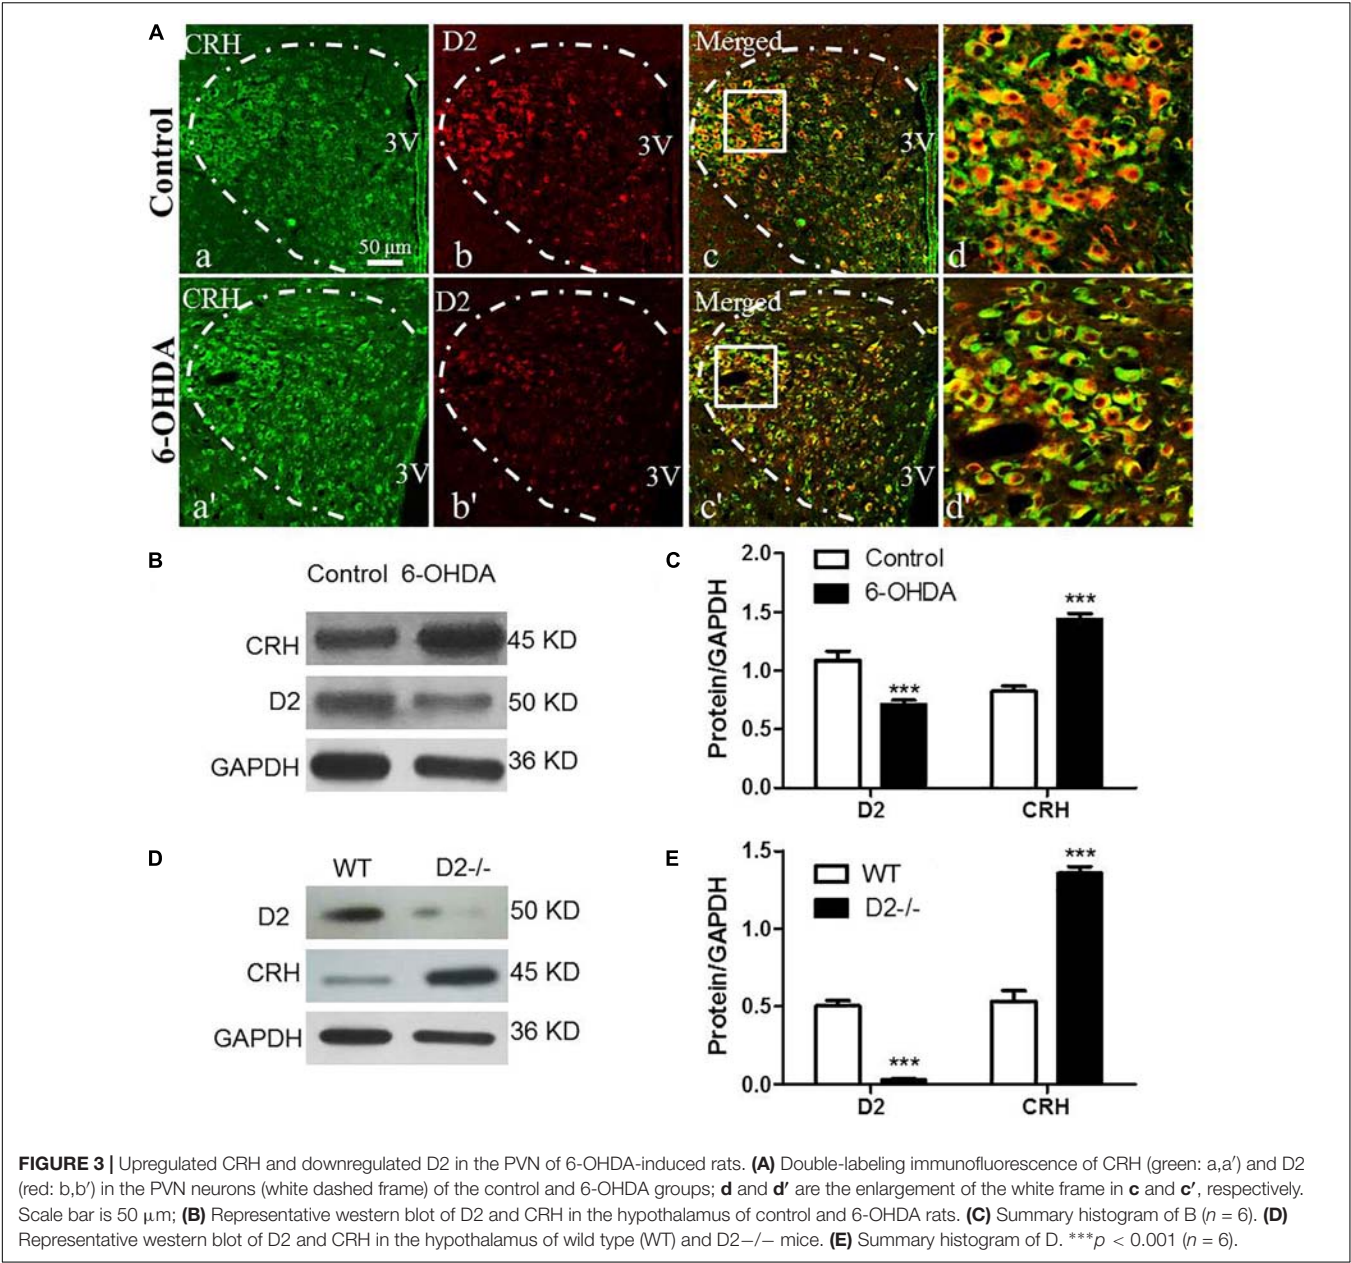 A
CRH
D2
Merged
Control
3V
3V
3V
50 μm
a
b
c
d
CRH
D2
Merged
6-OHDA
3V
3V
3V
a'
b'
c'
d'
B
Control 6-OHDA
CRH
45 KD
D2
50 KD
GAPDH
36 KD
C
2.0
1.5
1.0
0.5
0.0
Protein/GAPDH
Control
6-OHDA
***
***
D2
CRH
D
WT D2-/-
D2
50 KD
CRH
45 KD
GAPDH
36 KD
E
1.5
1.0
0.5
0.0
Protein/GAPDH
WT
D2-/-
***
***
D2
CRH
FIGURE 3 | Upregulated CRH and downregulated D2 in the PVN of 6-OHDA-induced rats. (A) Double-labeling immunofluorescence of CRH (green: a,a′) and D2
(red: b,b′) in the PVN neurons (white dashed frame) of the control and 6-OHDA groups; d and d′ are the enlargement of the white frame in c and c′, respectively.
Scale bar is 50 μm; (B) Representative western blot of D2 and CRH in the hypothalamus of control and 6-OHDA rats. (C) Summary histogram of B (n = 6). (D)
Representative western blot of D2 and CRH in the hypothalamus of wild type (WT) and D2−/− mice. (E) Summary histogram of D. ***p < 0.001 (n = 6).